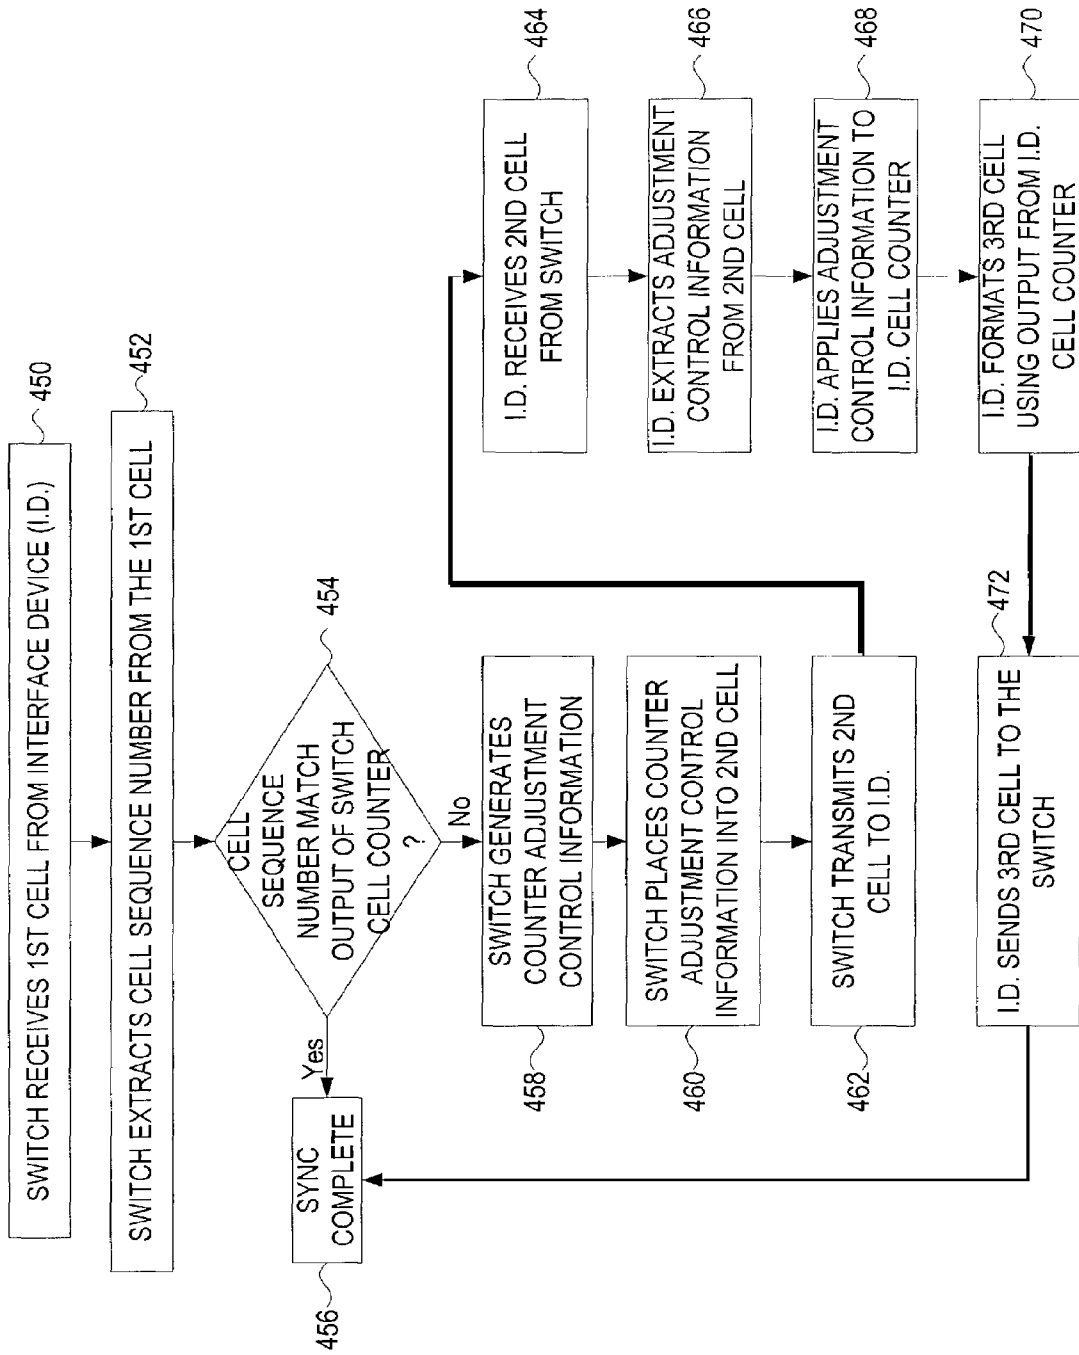 SWITCH RECEIVES 1ST CELL FROM INTERFACE DEVICE (I.D.)
450
SWITCH EXTRACTS CELL SEQUENCE NUMBER FROM THE 1ST CELL
452
CELL
SEQUENCE
NUMBER MATCH
OUTPUT OF SWITCH
CELL COUNTER
?
454
Yes
SYNC
COMPLETE
456
No
SWITCH GENERATES
COUNTER ADJUSTMENT
CONTROL INFORMATION
458
SWITCH PLACES COUNTER
ADJUSTMENT CONTROL
INFORMATION INTO 2ND CELL
460
SWITCH TRANSMITS 2ND
CELL TO I.D.
462
I.D. RECEIVES 2ND CELL
FROM SWITCH
464
I.D. EXTRACTS ADJUSTMENT
CONTROL INFORMATION
FROM 2ND CELL
466
I.D. APPLIES ADJUSTMENT
CONTROL INFORMATION TO
I.D. CELL COUNTER
468
I.D. FORMATS 3RD CELL
USING OUTPUT FROM I.D.
CELL COUNTER
470
I.D. SENDS 3RD CELL TO THE
SWITCH
472